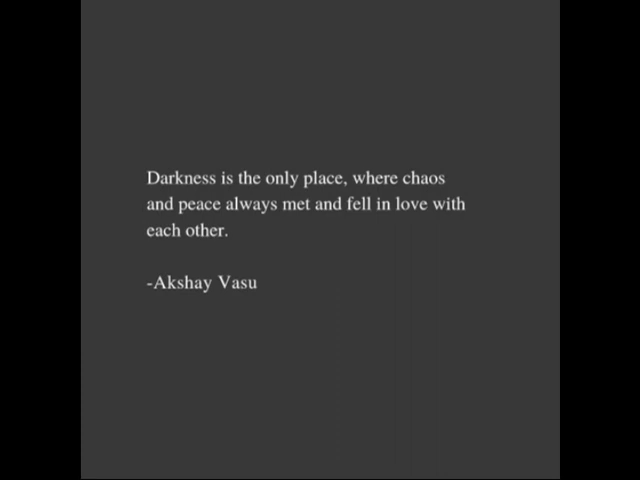 Darkness is the only place, where chaos
and peace always met and fell in love with
each other.
-Akshay Vasu